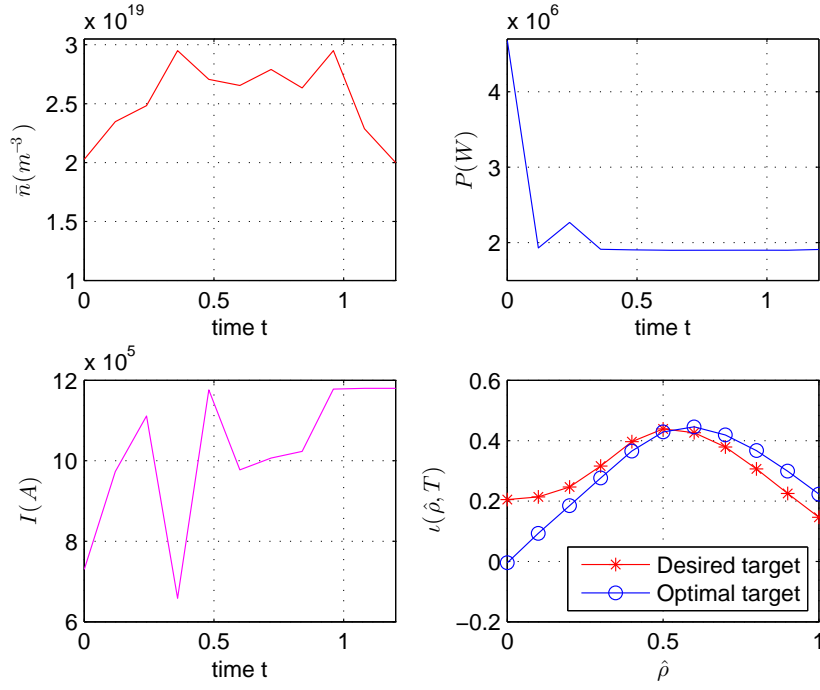 x 10^19
3
2.5
2
1.5
1
n̄(m^−3)
0
0.5
1
time t
x 10^6
4
3
2
1
P(W)
0
0.5
1
time t
x 10^5
12
10
8
6
I(A)
0
0.5
1
time t
0.6
0.4
0.2
0
−0.2
ι(ρ̂, T)
Desired target
Optimal target
0
0.5
1
ρ̂